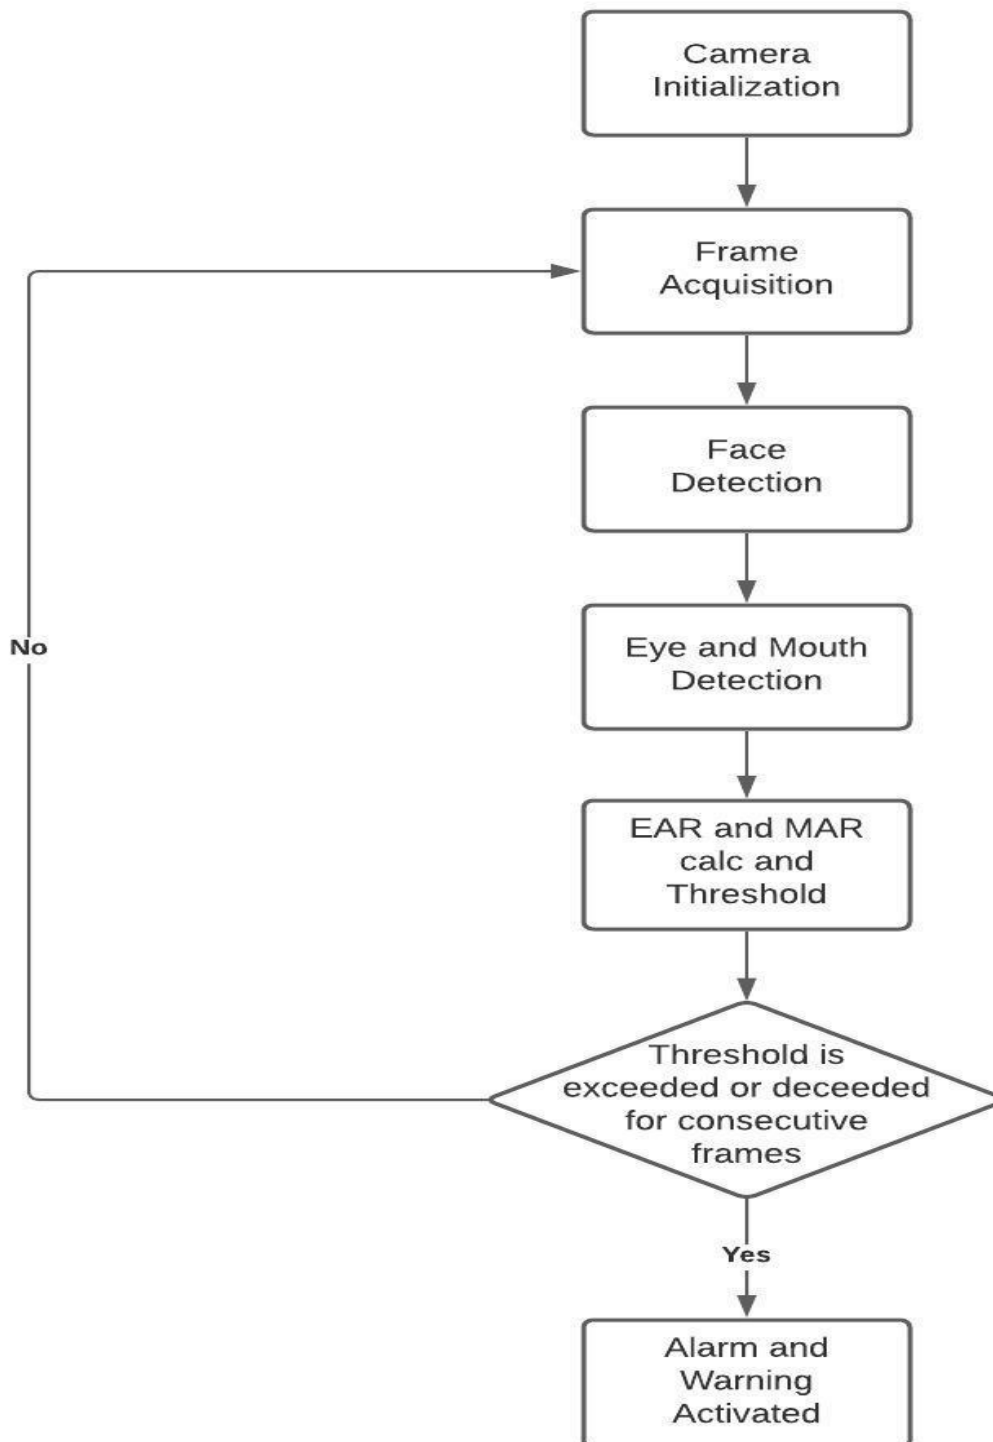 Camera
Initialization
Frame
Acquisition
Face
Detection
No
Eye and Mouth
Detection
EAR and MAR
calc and
Threshold
Threshold is
exceeded or deceeded
for consecutive
frames
Yes
Alarm and
Warning
Activated